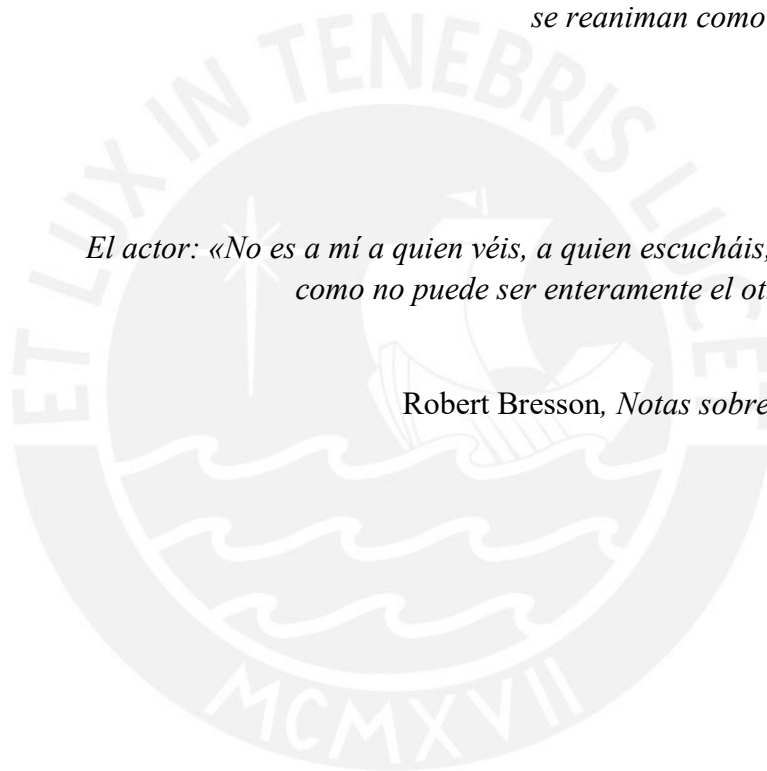 se reaniman como
El actor: «No es a mí a quien véis, a quien escucháis,
como no puede ser enteramente el
Robert Bresson, Notas sobre
ET LUX IN TENEBRIS LUCET
MCMXVII